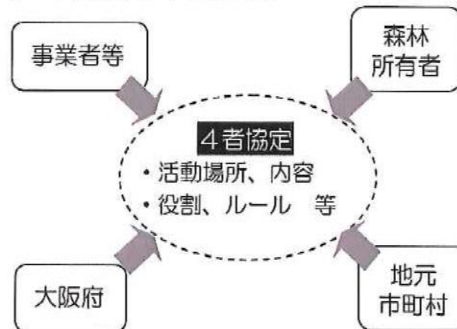 事業者等
森林
所有者
4者協定
・活動場所、内容
・役割、ルール 等
大阪府
地元
市町村